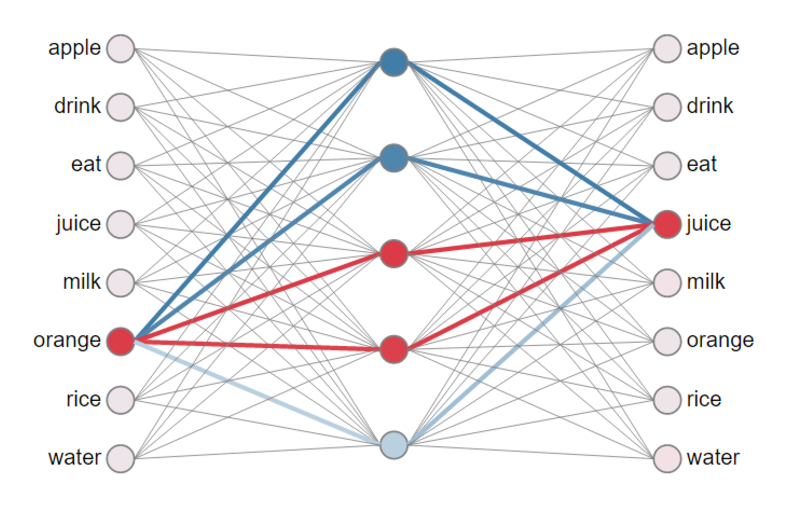 apple
drink
eat
juice
milk
orange
rice
water
apple
drink
eat
juice
milk
orange
rice
water